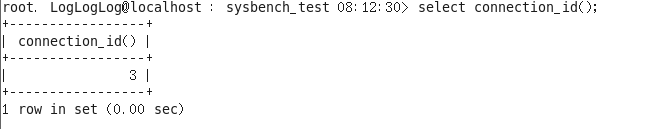 root. LogLogLog@localhost : sysbench_test 08:12:30> select connection_id();
+-----------------+
| connection_id() |
+-----------------+
|               3 |
+-----------------+
1 row in set (0.00 sec)